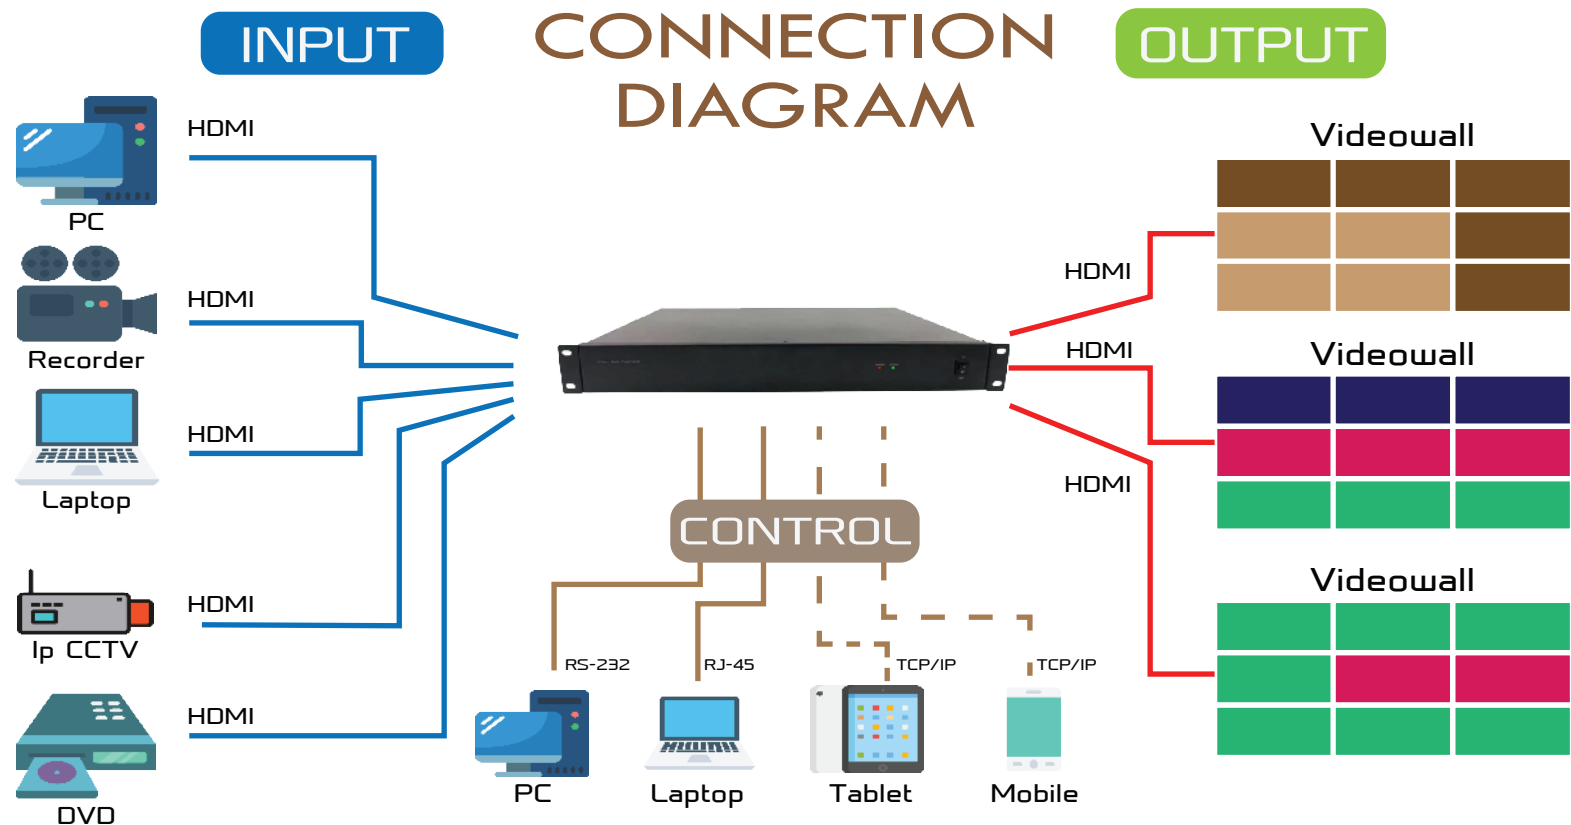 INPUT
CONNECTION
DIAGRAM
OUTPUT
HDMI
PC
HDMI
Recorder
HDMI
Laptop
HDMI
Ip CCTV
HDMI
DVD
CONTROL
RS-232
RJ-45
TCP/IP
TCP/IP
PC
Laptop
Tablet
Mobile
HDMI
HDMI
HDMI
Videowall
Videowall
Videowall